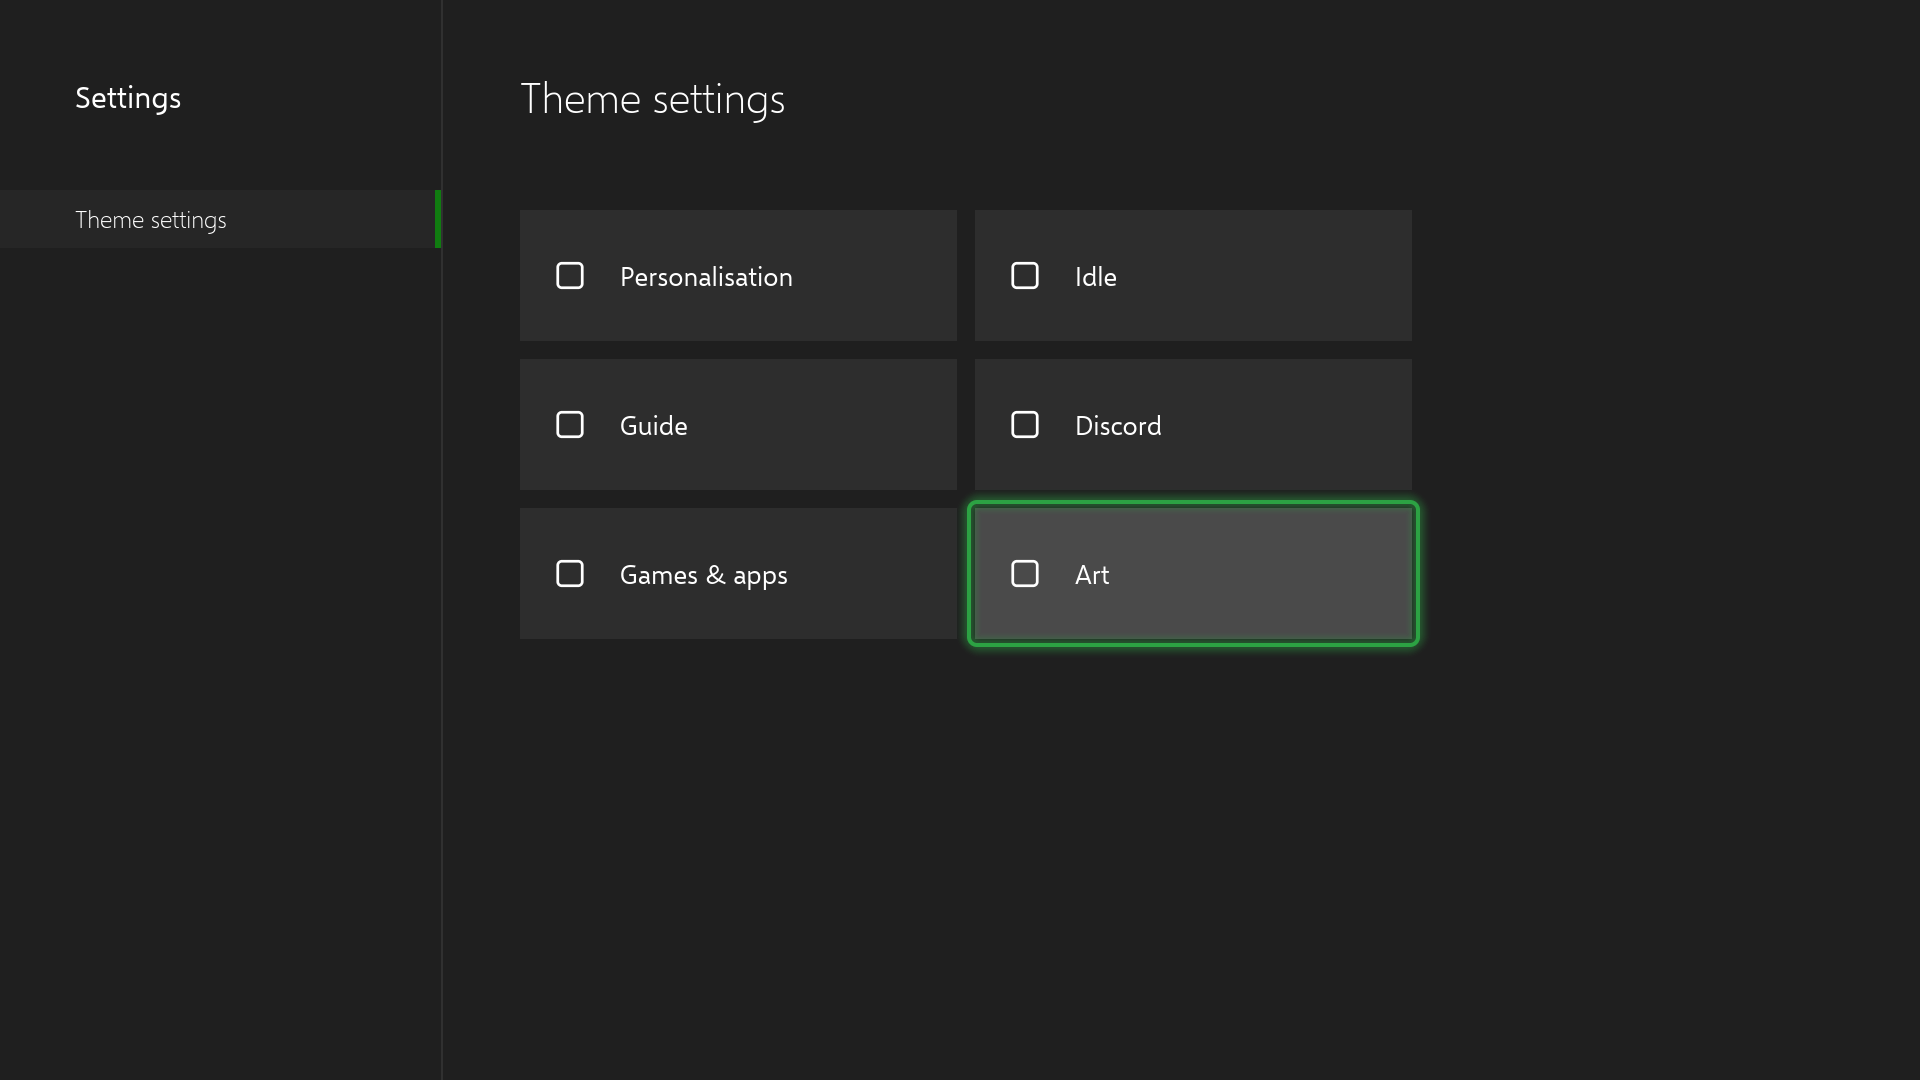 Settings
Theme settings
Theme settings
Personalisation
Idle
Guide
Discord
Games & apps
Art